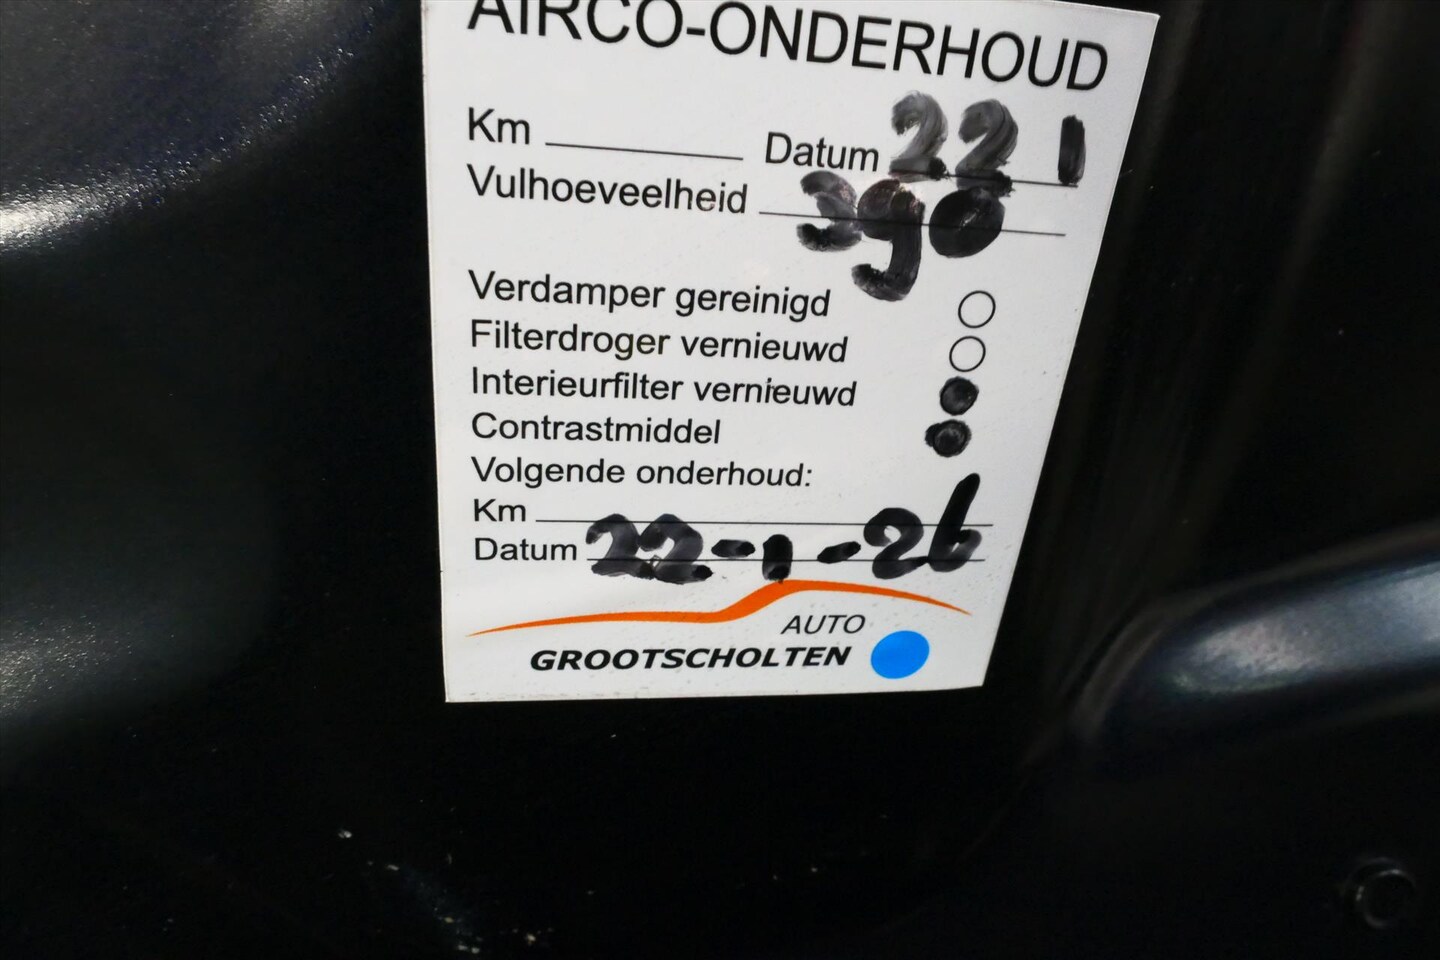 AIRCO-ONDERHOUD
Km Datum 22 1
Vulhoeveelheid 390
Verdamper gereinigd
Filterdroger vernieuwd
Interieurfilter vernieuwd
Contrastmiddel
Volgende onderhoud:
Km
Datum 22-1-26
AUTO
GROOTSCHOLTEN